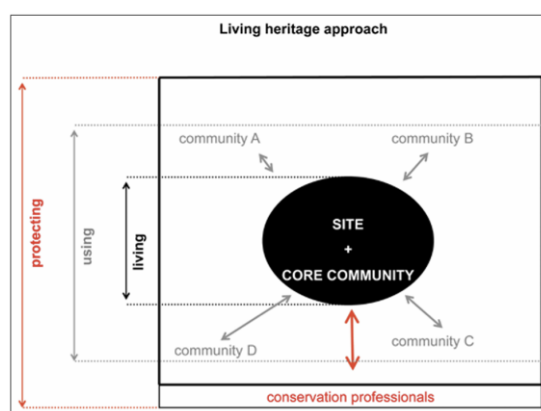 Living heritage approach
community A
community B
protecting
using
living
SITE
+
CORE COMMUNITY
community D
community C
conservation professionals